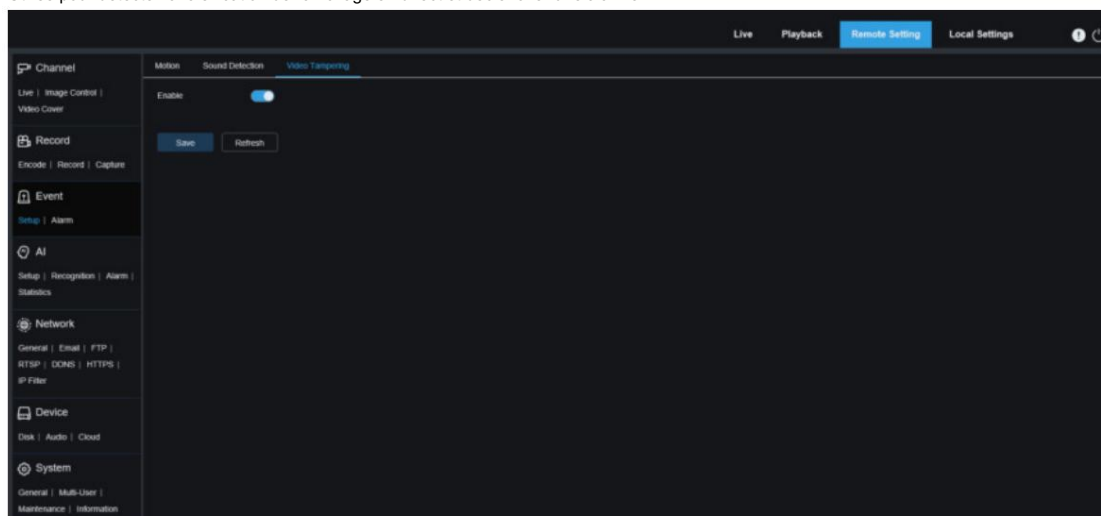 Live Playback Remote Setting Local Settings
Channel
Live | Image Control |
Video Cover
Record
Encode | Record | Capture
Event
Setup | Alarm
AI
Setup | Recognition | Alarm |
Statistics
Network
General | Email | FTP |
RTSP | DDNS | HTTPS |
IP Filter
Device
Disk | Audio | Cloud
System
General | Multi-User |
Maintenance | Information
Motion Sound Detection Video Tampering
Enable
Save Refresh